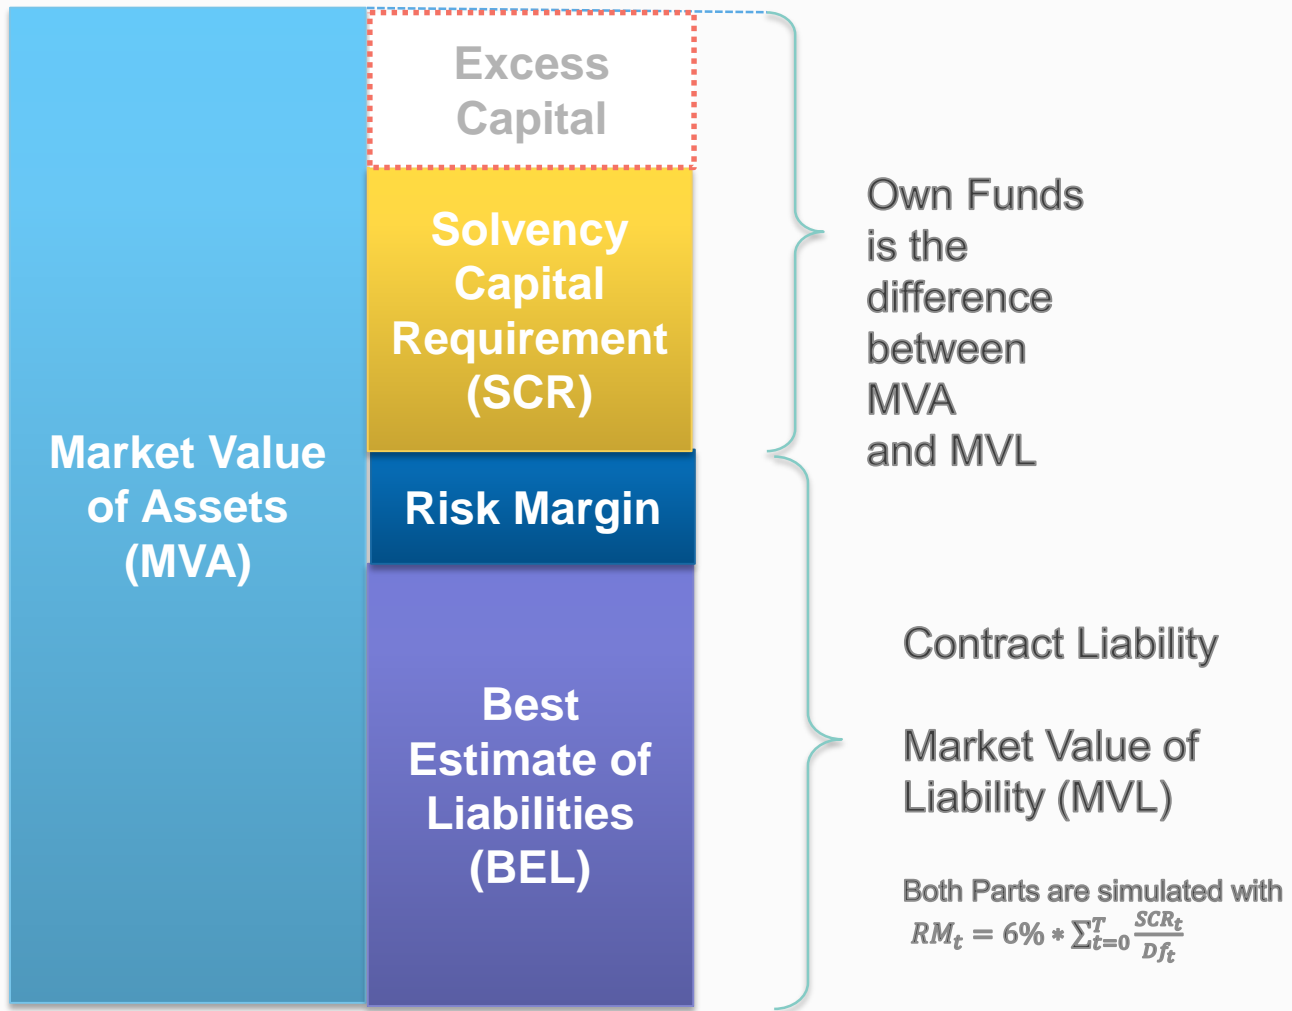 Excess
Capital
Solvency
Capital
Requirement
(SCR)
Market Value
of Assets
(MVA)
Risk Margin
Best
Estimate of
Liabilities
(BEL)
Own Funds
is the
difference
between
MVA
and MVL
Contract Liability
Market Value of
Liability (MVL)
Both Parts are simulated with
$RM_t = 6\% * \sum_{t=0}^{T} \frac{SCR_t}{Df_t}$